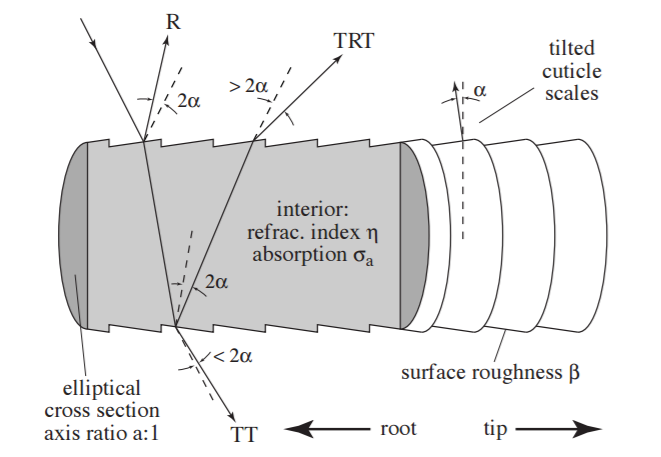 R
TRT
2α
> 2α
α
tilted
cuticle
scales
interior:
refrac. index η
absorption σa
2α
< 2α
surface roughness β
elliptical
cross section
axis ratio a:1
TT
root
tip